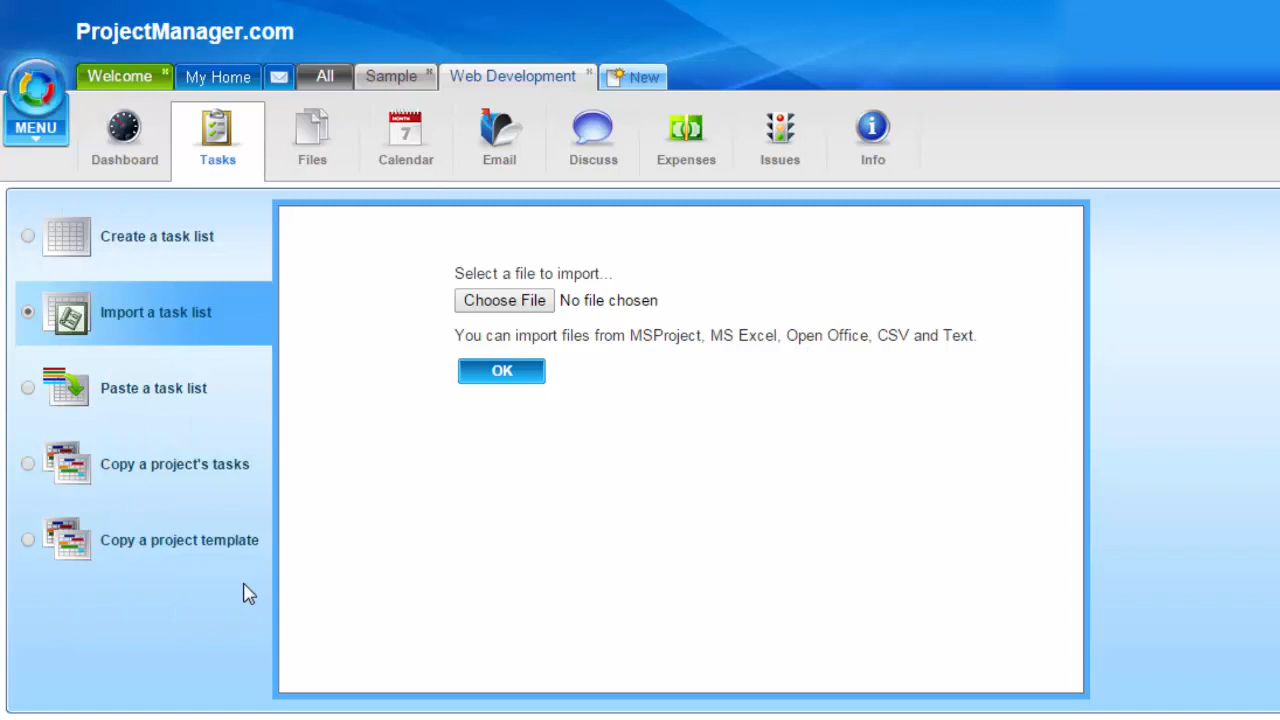 ProjectManager.com
Welcome
My Home
All
Sample
Web Development
New
MENU
Dashboard
Tasks
Files
MONTH
7
Calendar
Email
Discuss
Expenses
Issues
Info
Create a task list
Import a task list
Paste a task list
Copy a project's tasks
Copy a project template
Select a file to import...
Choose File No file chosen
You can import files from MSProject, MS Excel, Open Office, CSV and Text.
OK